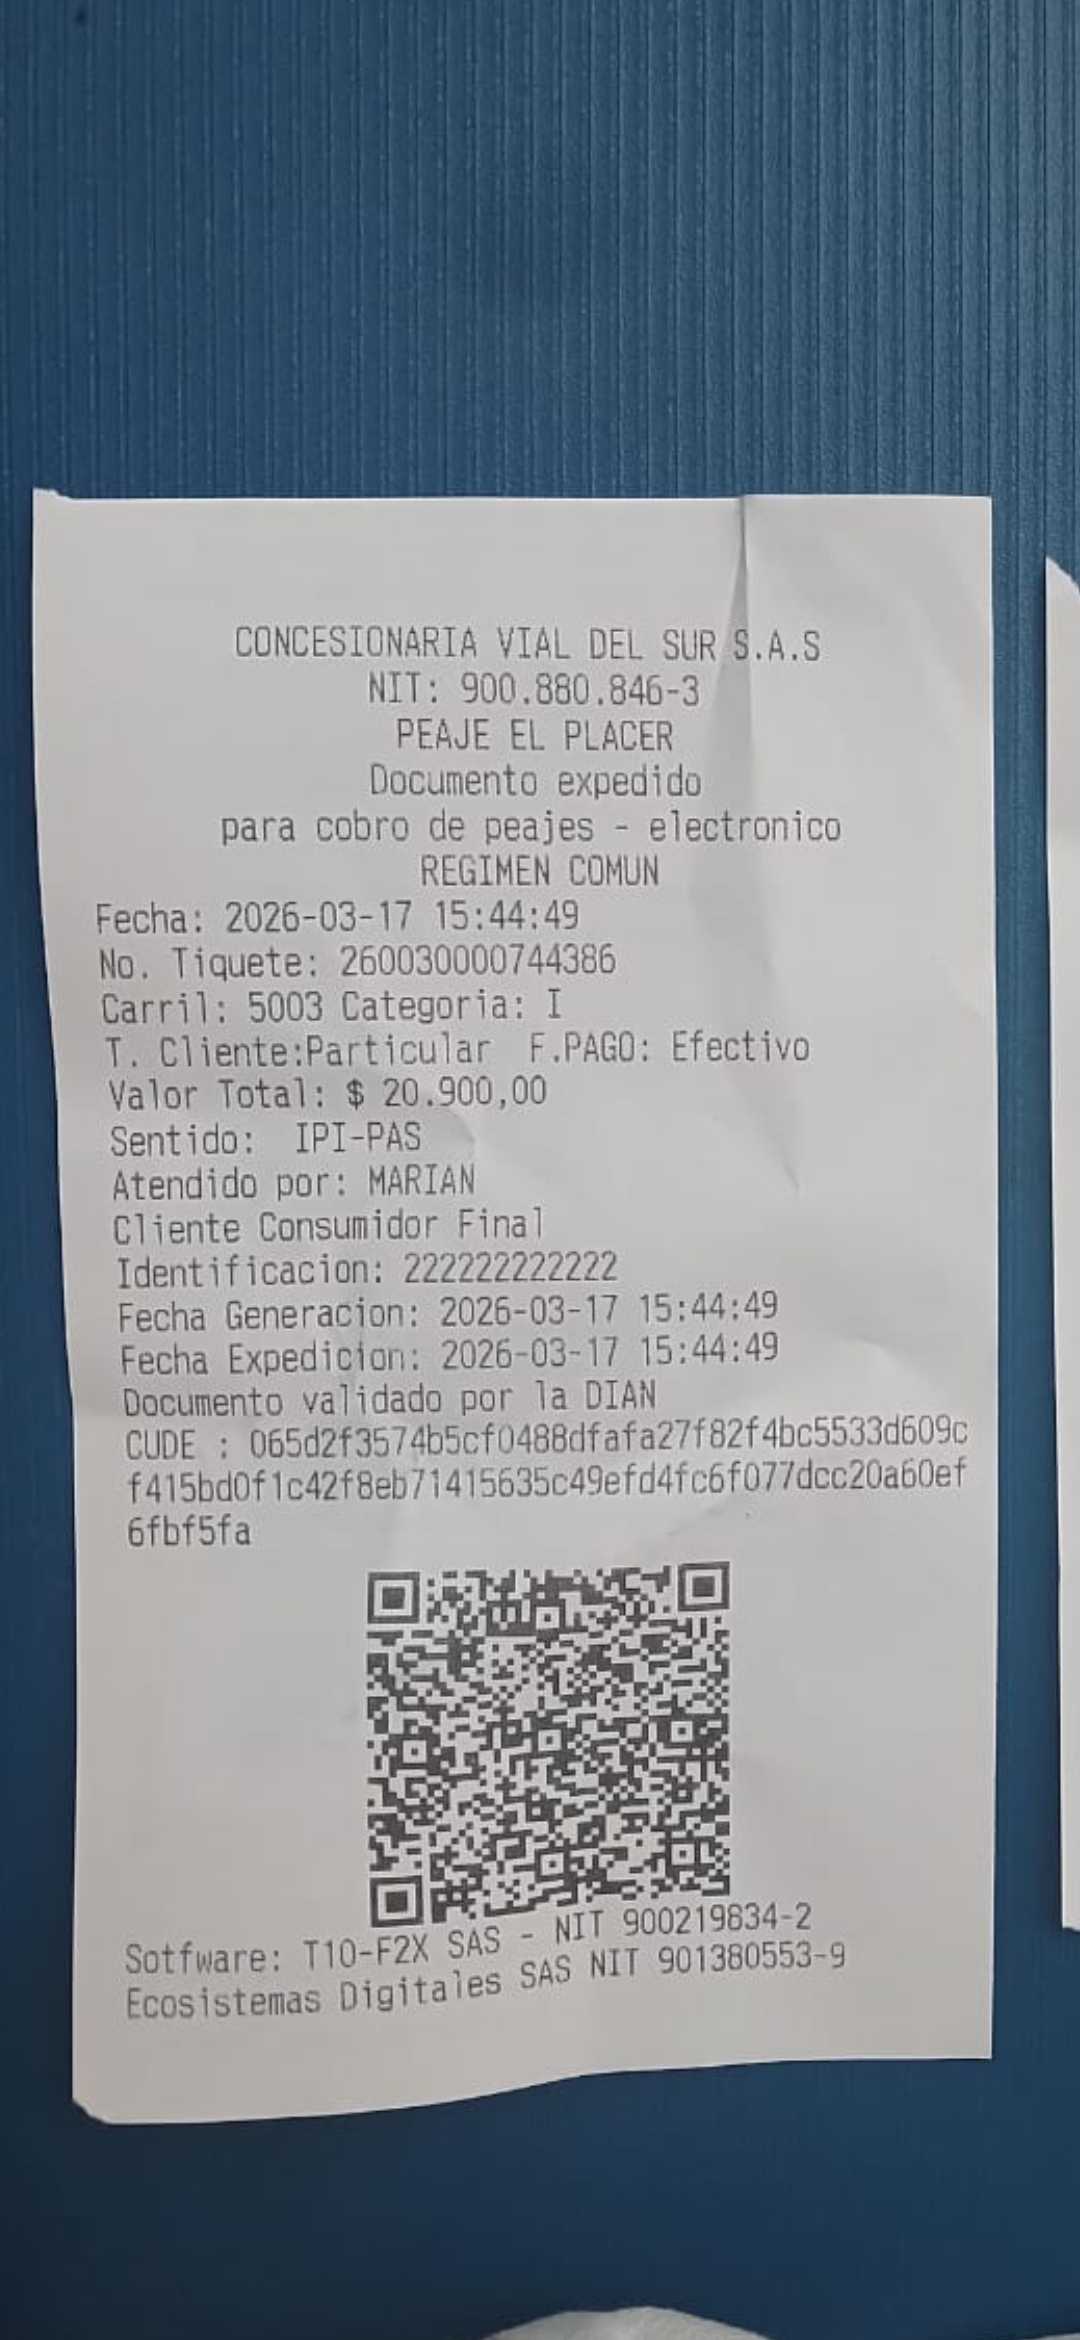 CONCESIONARIA VIAL DEL SUR S.A.S
NIT: 900.880.846-3
PEAJE EL PLACER
Documento expedido
para cobro de peajes - electronico
REGIMEN COMUN
Fecha: 2026-03-17 15:44:49
No. Tiquete: 260030000744386
Carril: 5003 Categoria: I
T. Cliente:Particular F.PAGO: Efectivo
Valor Total: $ 20.900,00
Sentido: IPI-PAS
Atendido por: MARIAN
Cliente Consumidor Final
Identificacion: 222222222222
Fecha Generacion: 2026-03-17 15:44:49
Fecha Expedicion: 2026-03-17 15:44:49
Documento validado por la DIAN
CUDE : 065d2f3574b5cf0488dfafa27f82f4bc5533d609c
f415bd0f1c42f8eb71415635c49efd4fc6f077dcc20a60ef
6fbf5fa
Sotfware: T10-F2X SAS - NIT 900219834-2
Ecosistemas Digitales SAS NIT 901380553-9